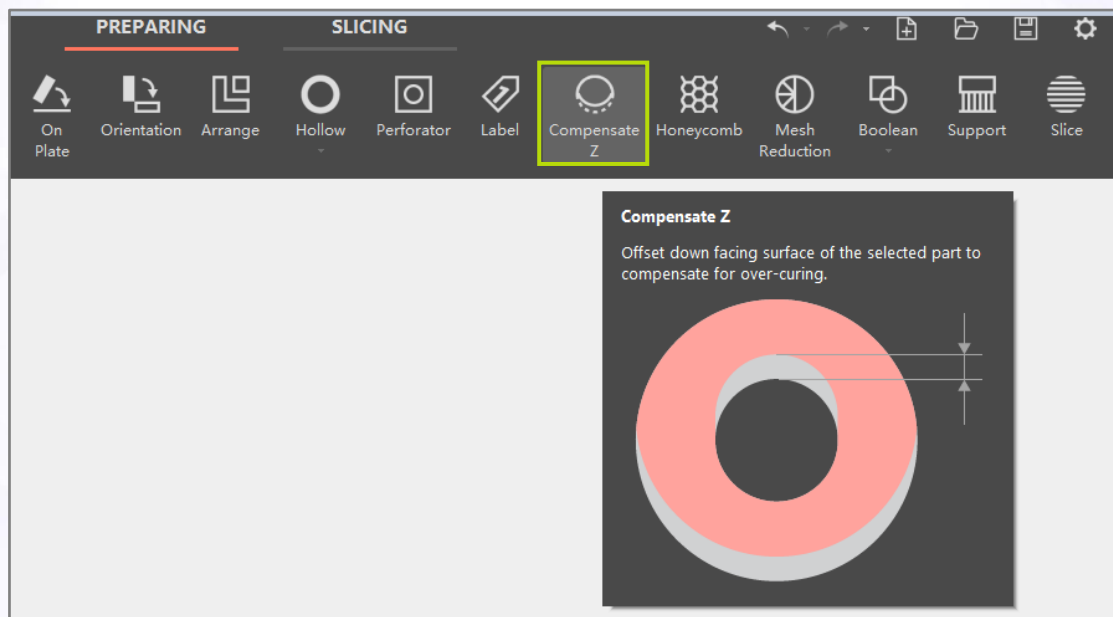 PREPARING
SLICING
On
Plate
Orientation
Arrange
Hollow
Perforator
Label
Compensate
Z
Honeycomb
Mesh
Reduction
Boolean
Support
Slice
Compensate Z
Offset down facing surface of the selected part to
compensate for over-curing.